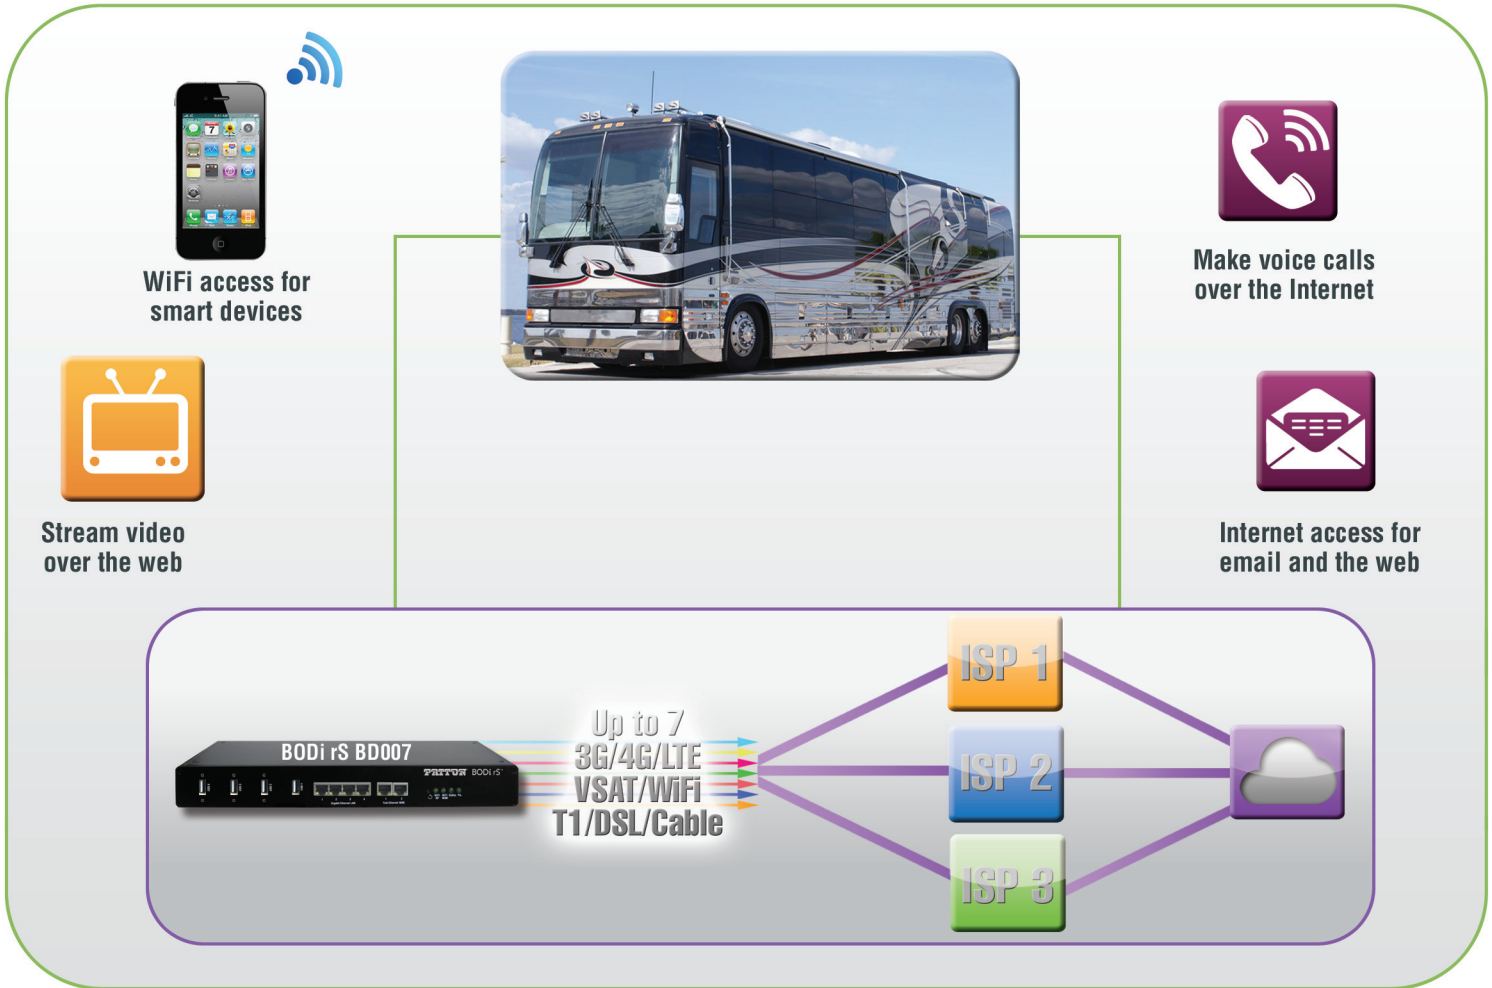 WiFi access for
smart devices
Make voice calls
over the Internet
Stream video
over the web
Internet access for
email and the web
BODi rS BD007
PATTON BODi rS
Up to 7
3G/4G/LTE
VSAT/WiFi
T1/DSL/Cable
ISP 1
ISP 2
ISP 3